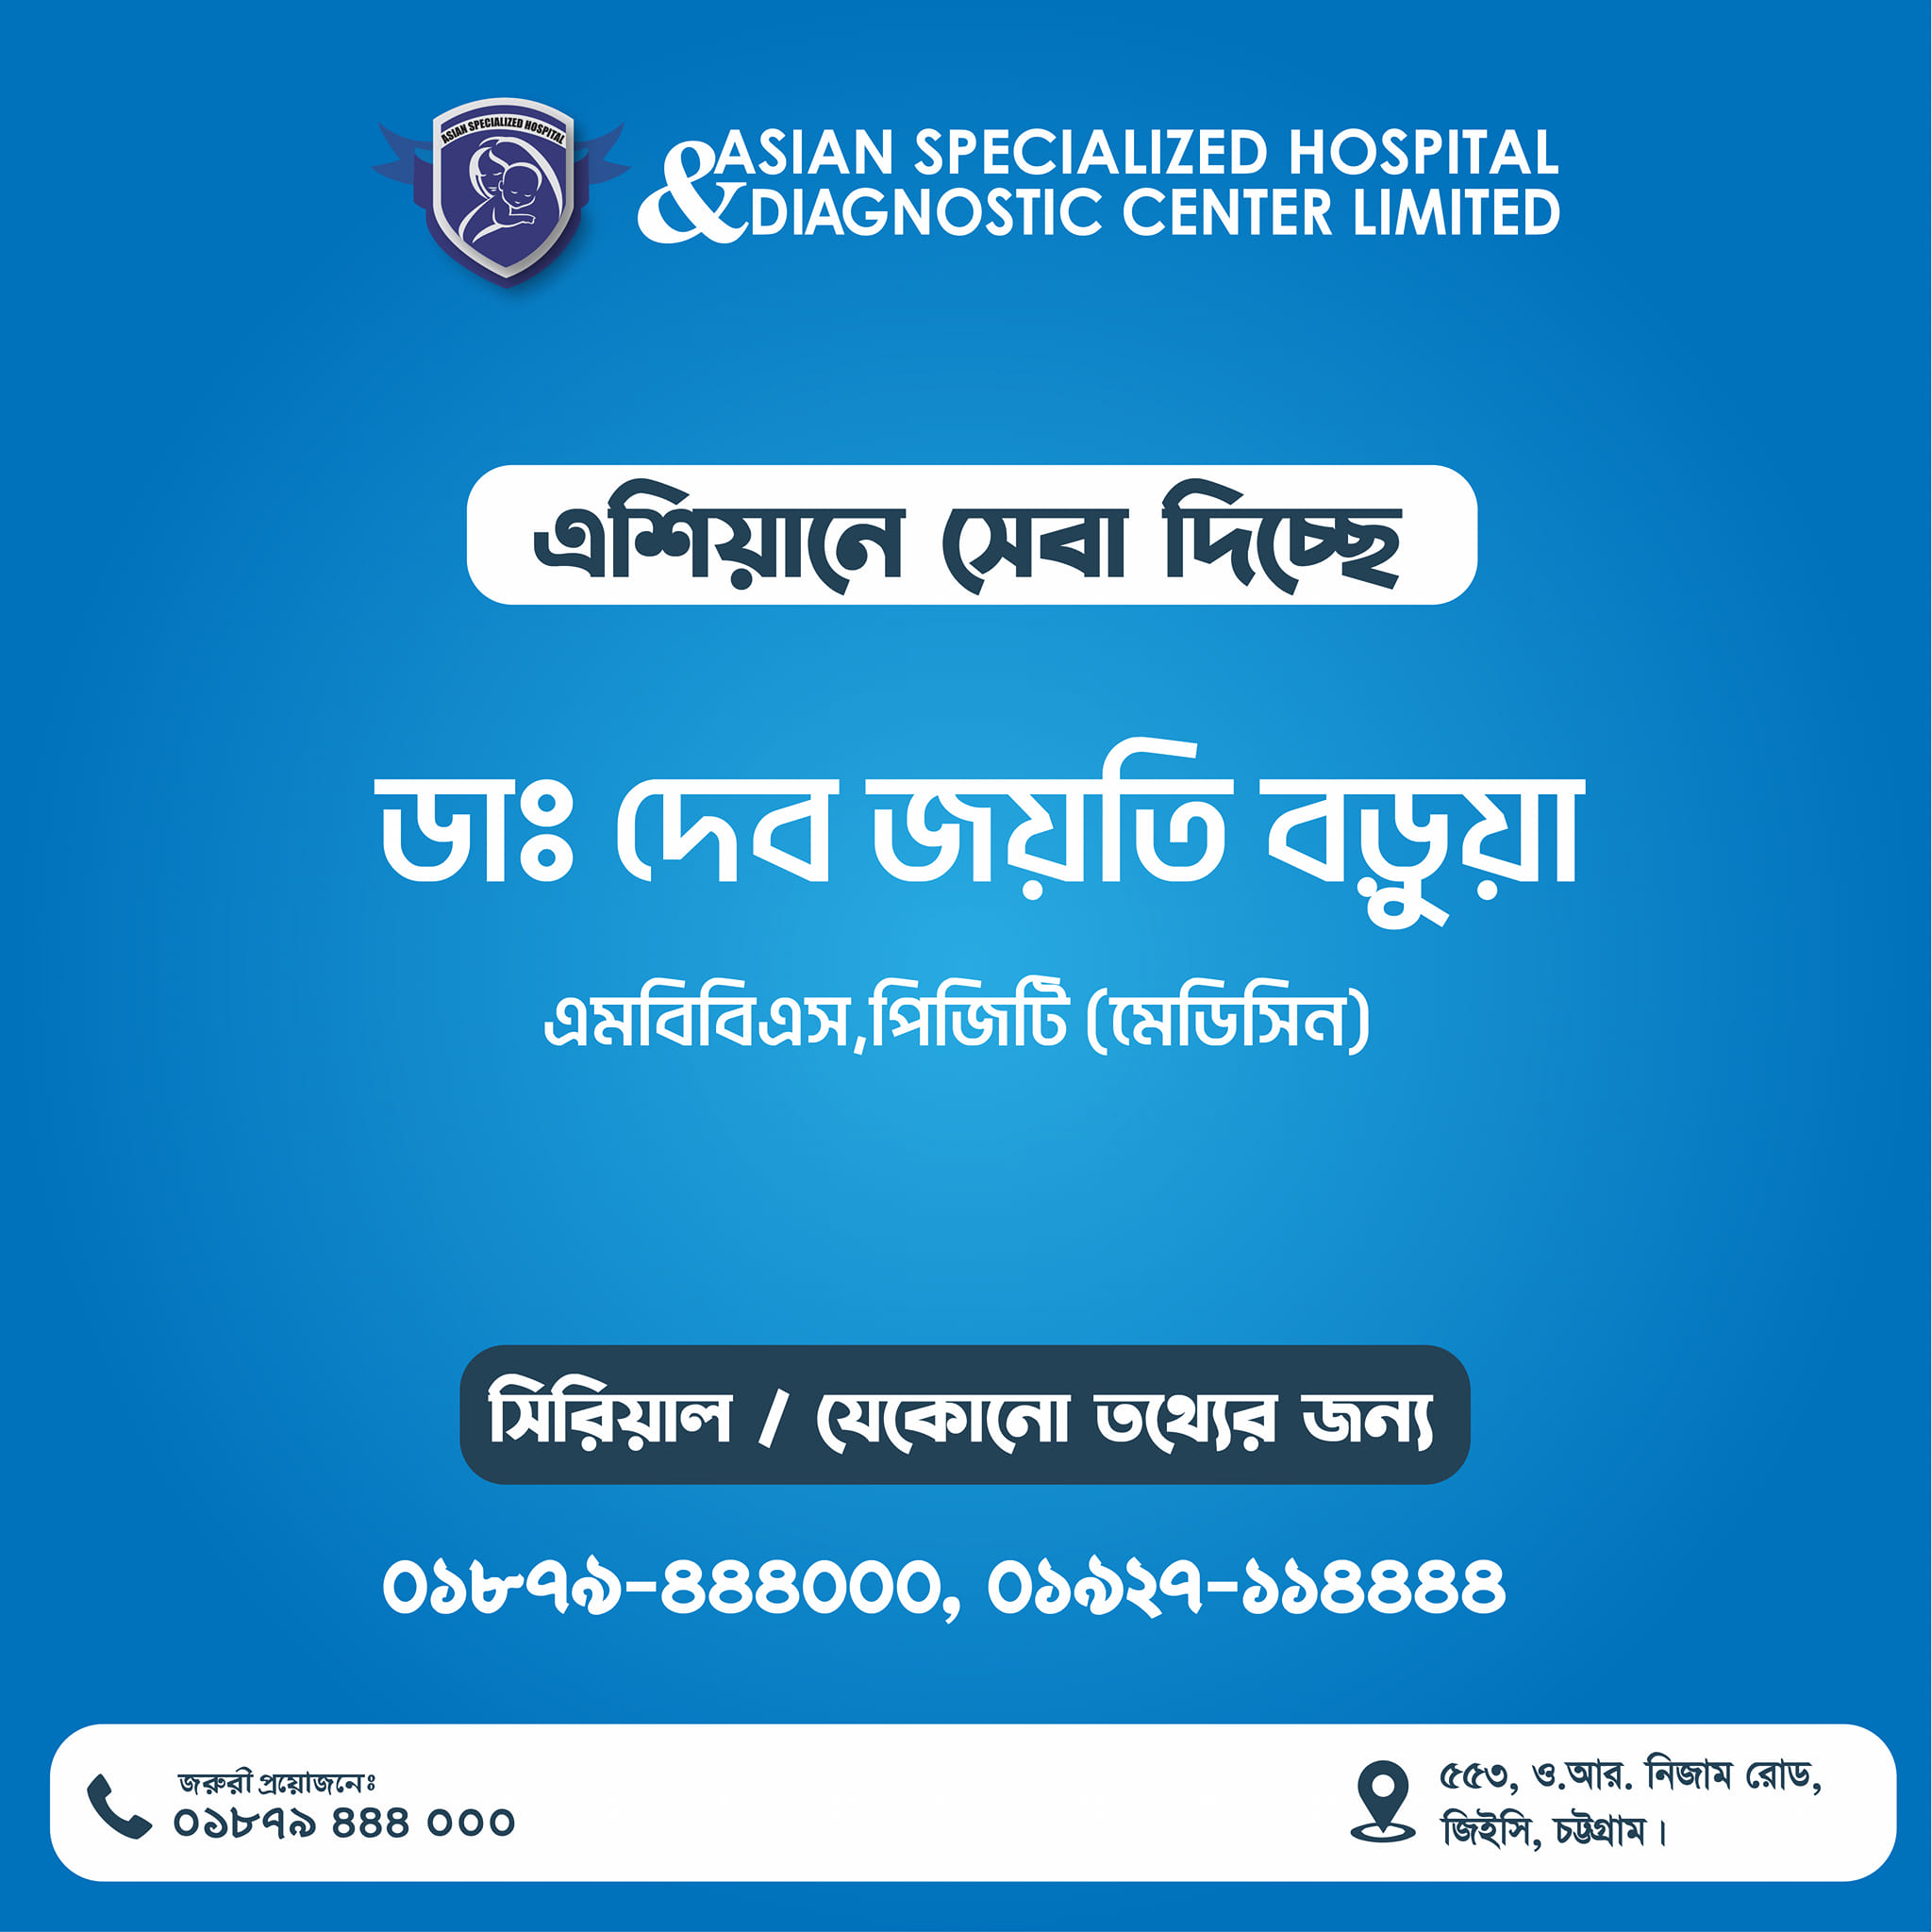 ASIAN SPECIALIZED HOSPITAL
ASIAN SPECIALIZED HOSPITAL
& DIAGNOSTIC CENTER LIMITED
এশিয়ানে সেবা দিচ্ছে
ডাঃ দেব জয়তি বড়ুয়া
এমবিবিএস,পিজিটি (মেডিসিন)
সিরিয়াল / যেকোনো তথ্যের জন্য
০১৮৭৯-৪৪৪০০০, ০১৯২৭-১১৪৪৪৪
জরুরী প্রয়োজনেঃ
০১৮৭৯ ৪৪৪ ০০০
৫৫৩, ও.আর. নিজাম রোড,
জিইসি, চট্টগ্রাম।